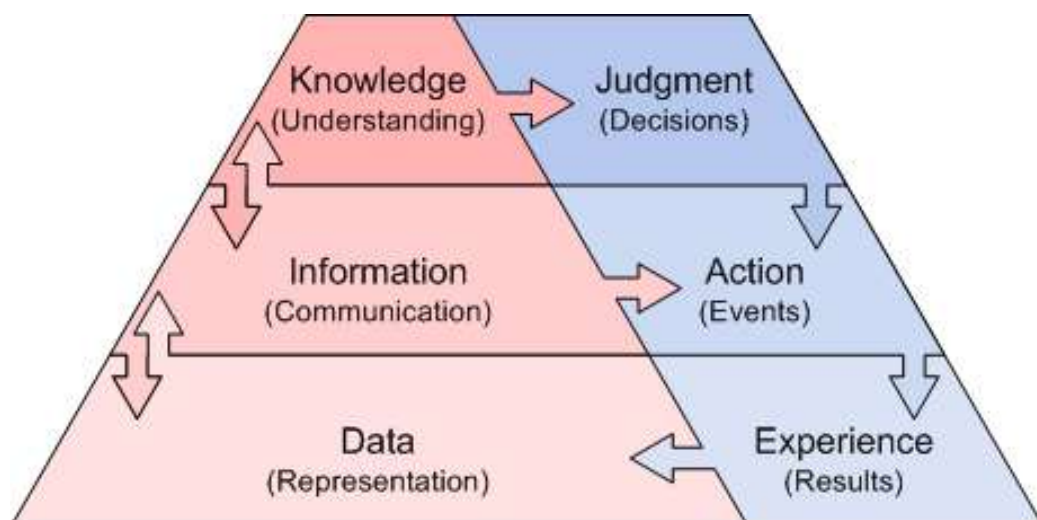 Knowledge
(Understanding)
Judgment
(Decisions)
Information
(Communication)
Action
(Events)
Data
(Representation)
Experience
(Results)